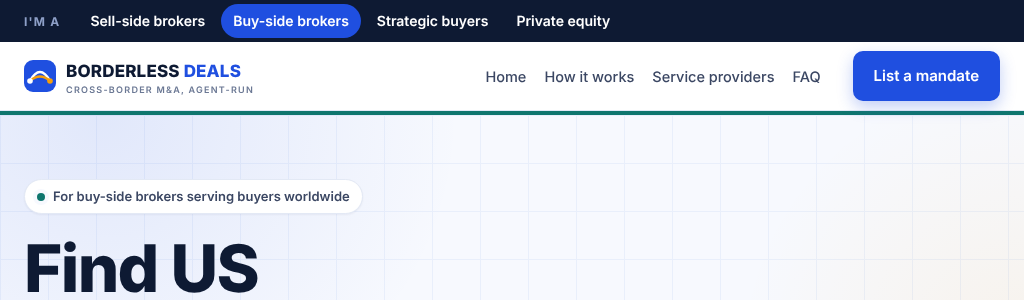 I'M A Sell-side brokers Buy-side brokers Strategic buyers Private equity
BORDERLESS DEALS
CROSS-BORDER M&A, AGENT-RUN
Home How it works Service providers FAQ List a mandate
For buy-side brokers serving buyers worldwide
Find US